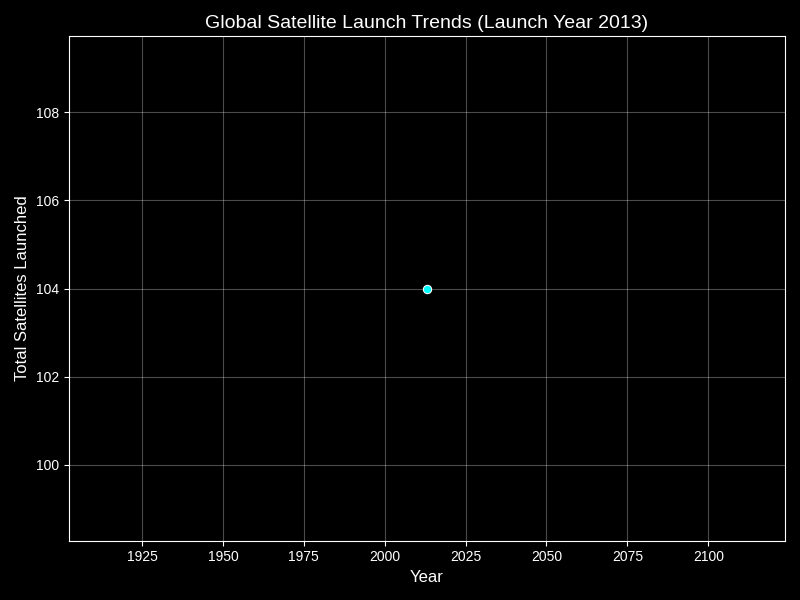 Global Satellite Launch Trends (Launch Year 2013)
Total Satellites Launched
108
106
104
102
100
1925 1950 1975 2000 2025 2050 2075 2100
Year